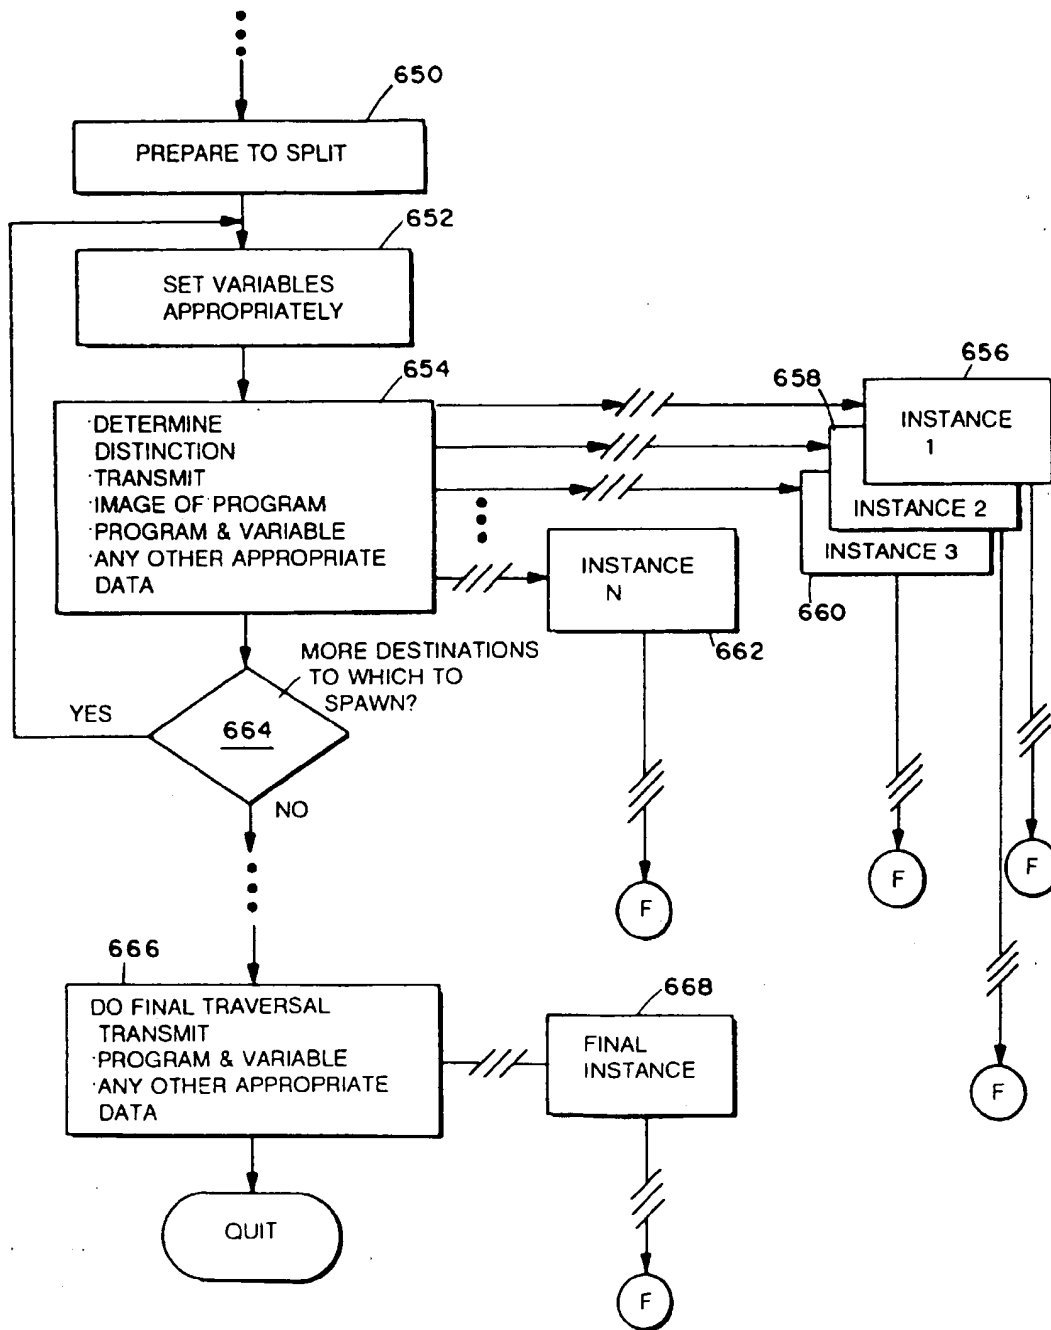 650
PREPARE TO SPLIT
652
SET VARIABLES
APPROPRIATELY
654
·DETERMINE
DISTINCTION
·TRANSMIT
·IMAGE OF PROGRAM
·PROGRAM & VARIABLE
·ANY OTHER APPROPRIATE
DATA
656
INSTANCE
1
658
INSTANCE 2
INSTANCE 3
660
INSTANCE
N
662
MORE DESTINATIONS
TO WHICH TO
SPAWN?
YES
664
NO
F
F
F
F
666
DO FINAL TRAVERSAL
TRANSMIT
·PROGRAM & VARIABLE
·ANY OTHER APPROPRIATE
DATA
668
FINAL
INSTANCE
QUIT
F